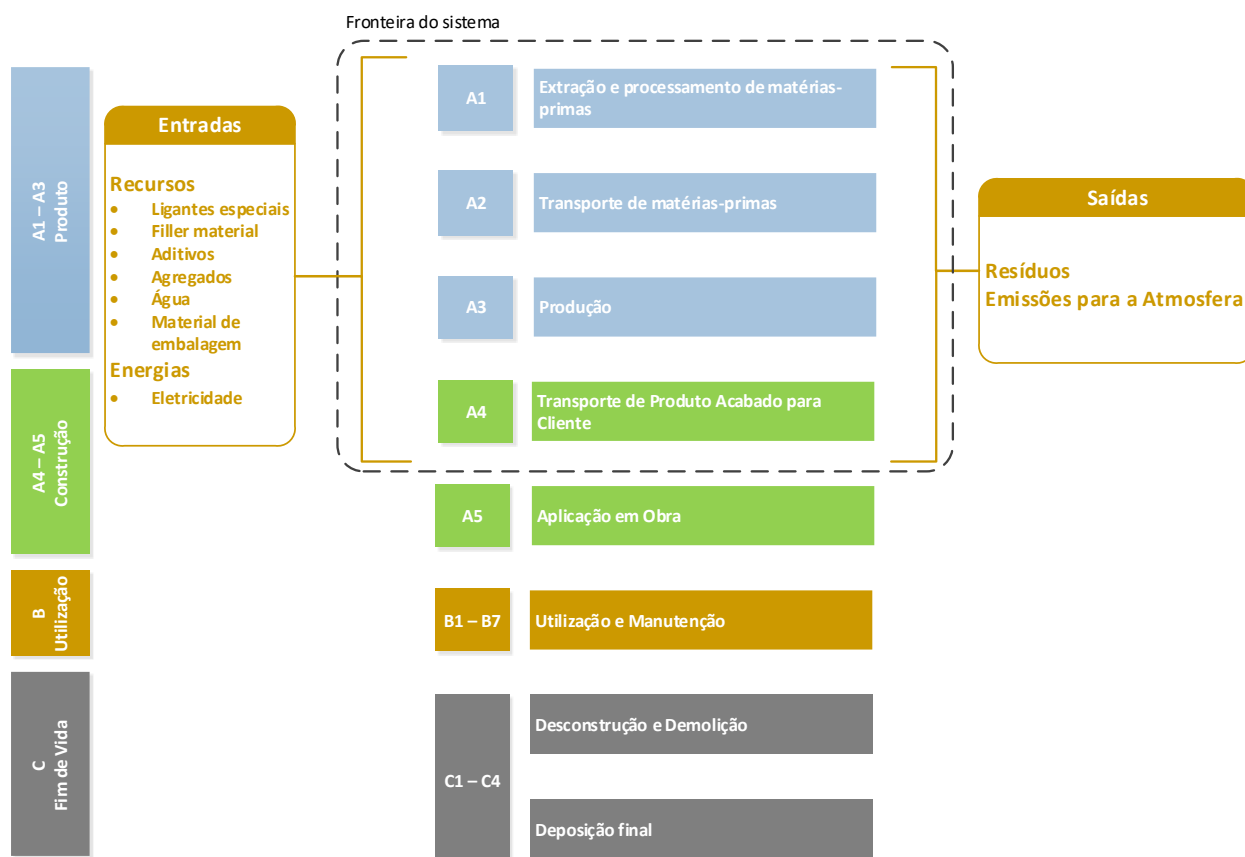 Fronteira do sistema
A1 – A3
Produto
A4 – A5
Construção
B
Utilização
C
Fim de Vida
Entradas
Recursos
• Ligantes especiais
• Filler material
• Aditivos
• Agregados
• Água
• Material de
embalagem
Energias
• Eletricidade
A1
Extração e processamento de matérias-
primas
A2
Transporte de matérias-primas
A3
Produção
A4
Transporte de Produto Acabado para
Cliente
A5
Aplicação em Obra
B1 – B7
Utilização e Manutenção
C1 – C4
Desconstrução e Demolição
Deposição final
Saídas
Resíduos
Emissões para a Atmosfera